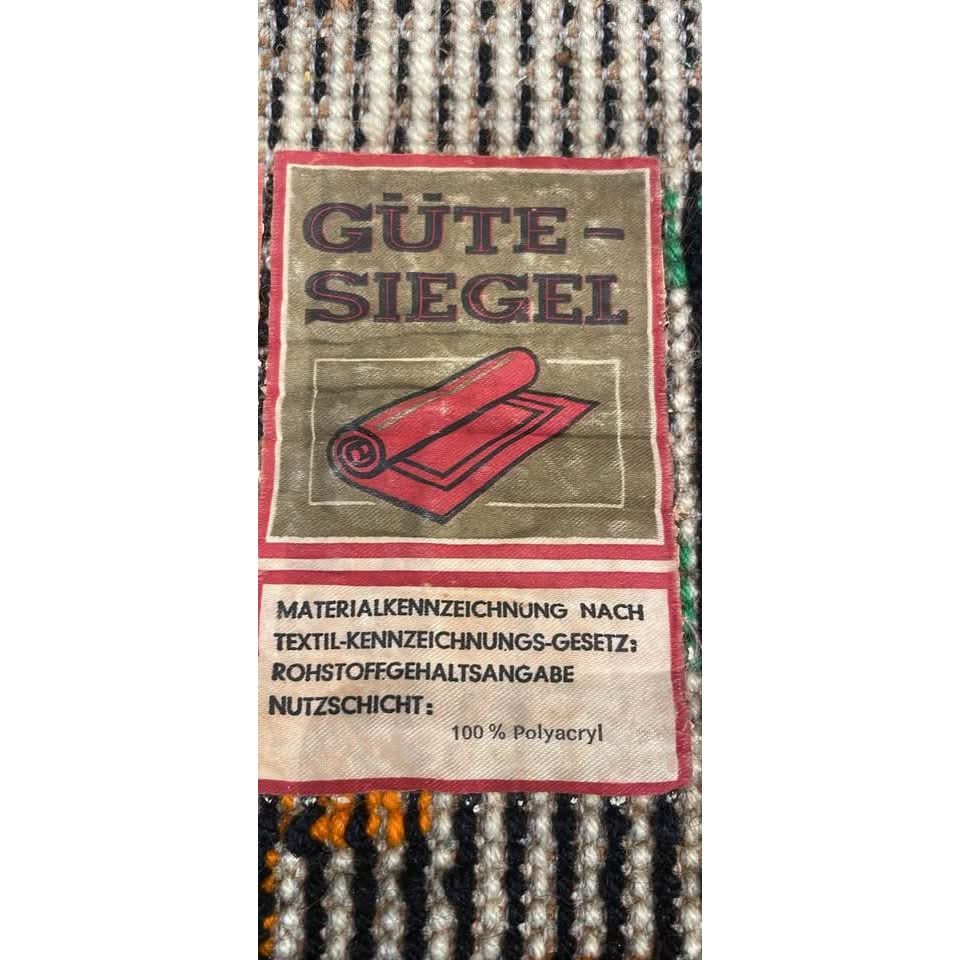 GÜTE-
SIEGEL
MATERIALKENNZEICHNUNG NACH
TEXTIL-KENNZEICHNUNGS-GESETZ:
ROHSTOFFGEHALTSANGABE
NUTZSCHICHT:
100 % Polyacryl